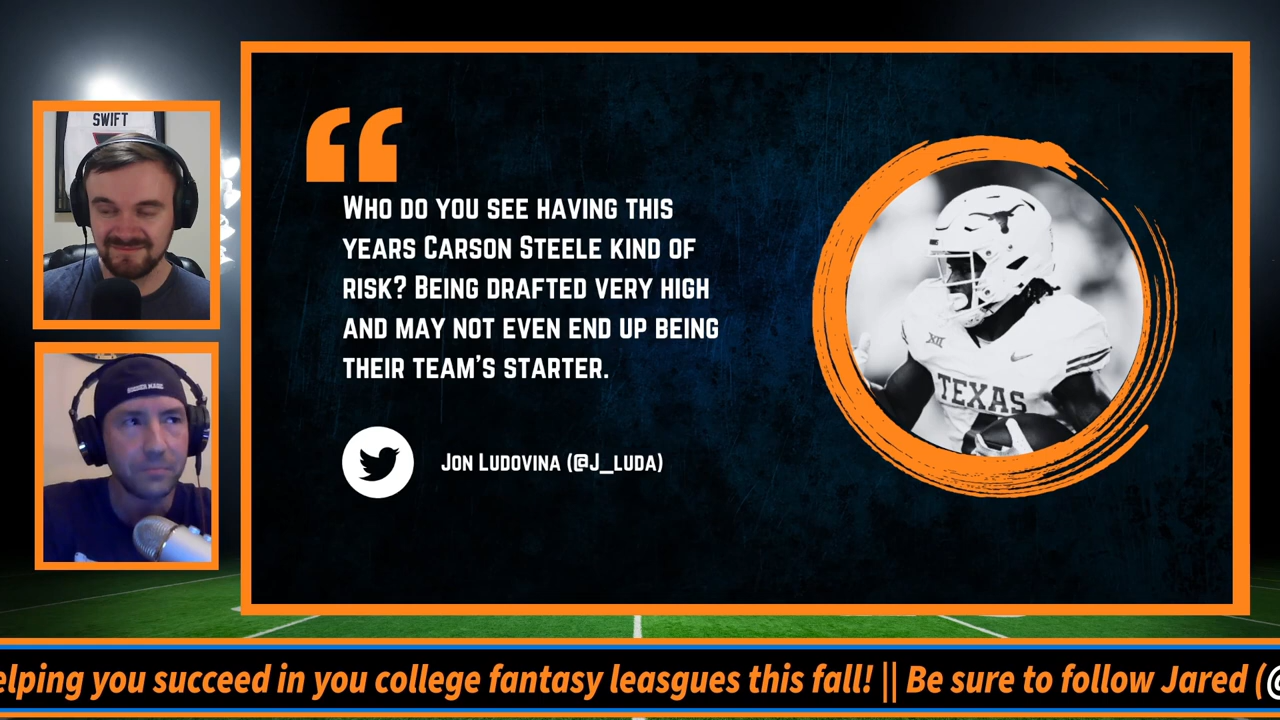 SWIFT
“
Who do you see having this
years Carson Steele kind of
risk? Being drafted very high
and may not even end up being
their team's starter.
Jon Ludovina (@J_luda)
XII
TEXAS
elping you succeed in you college fantasy leasgues this fall! || Be sure to follow Jared (@